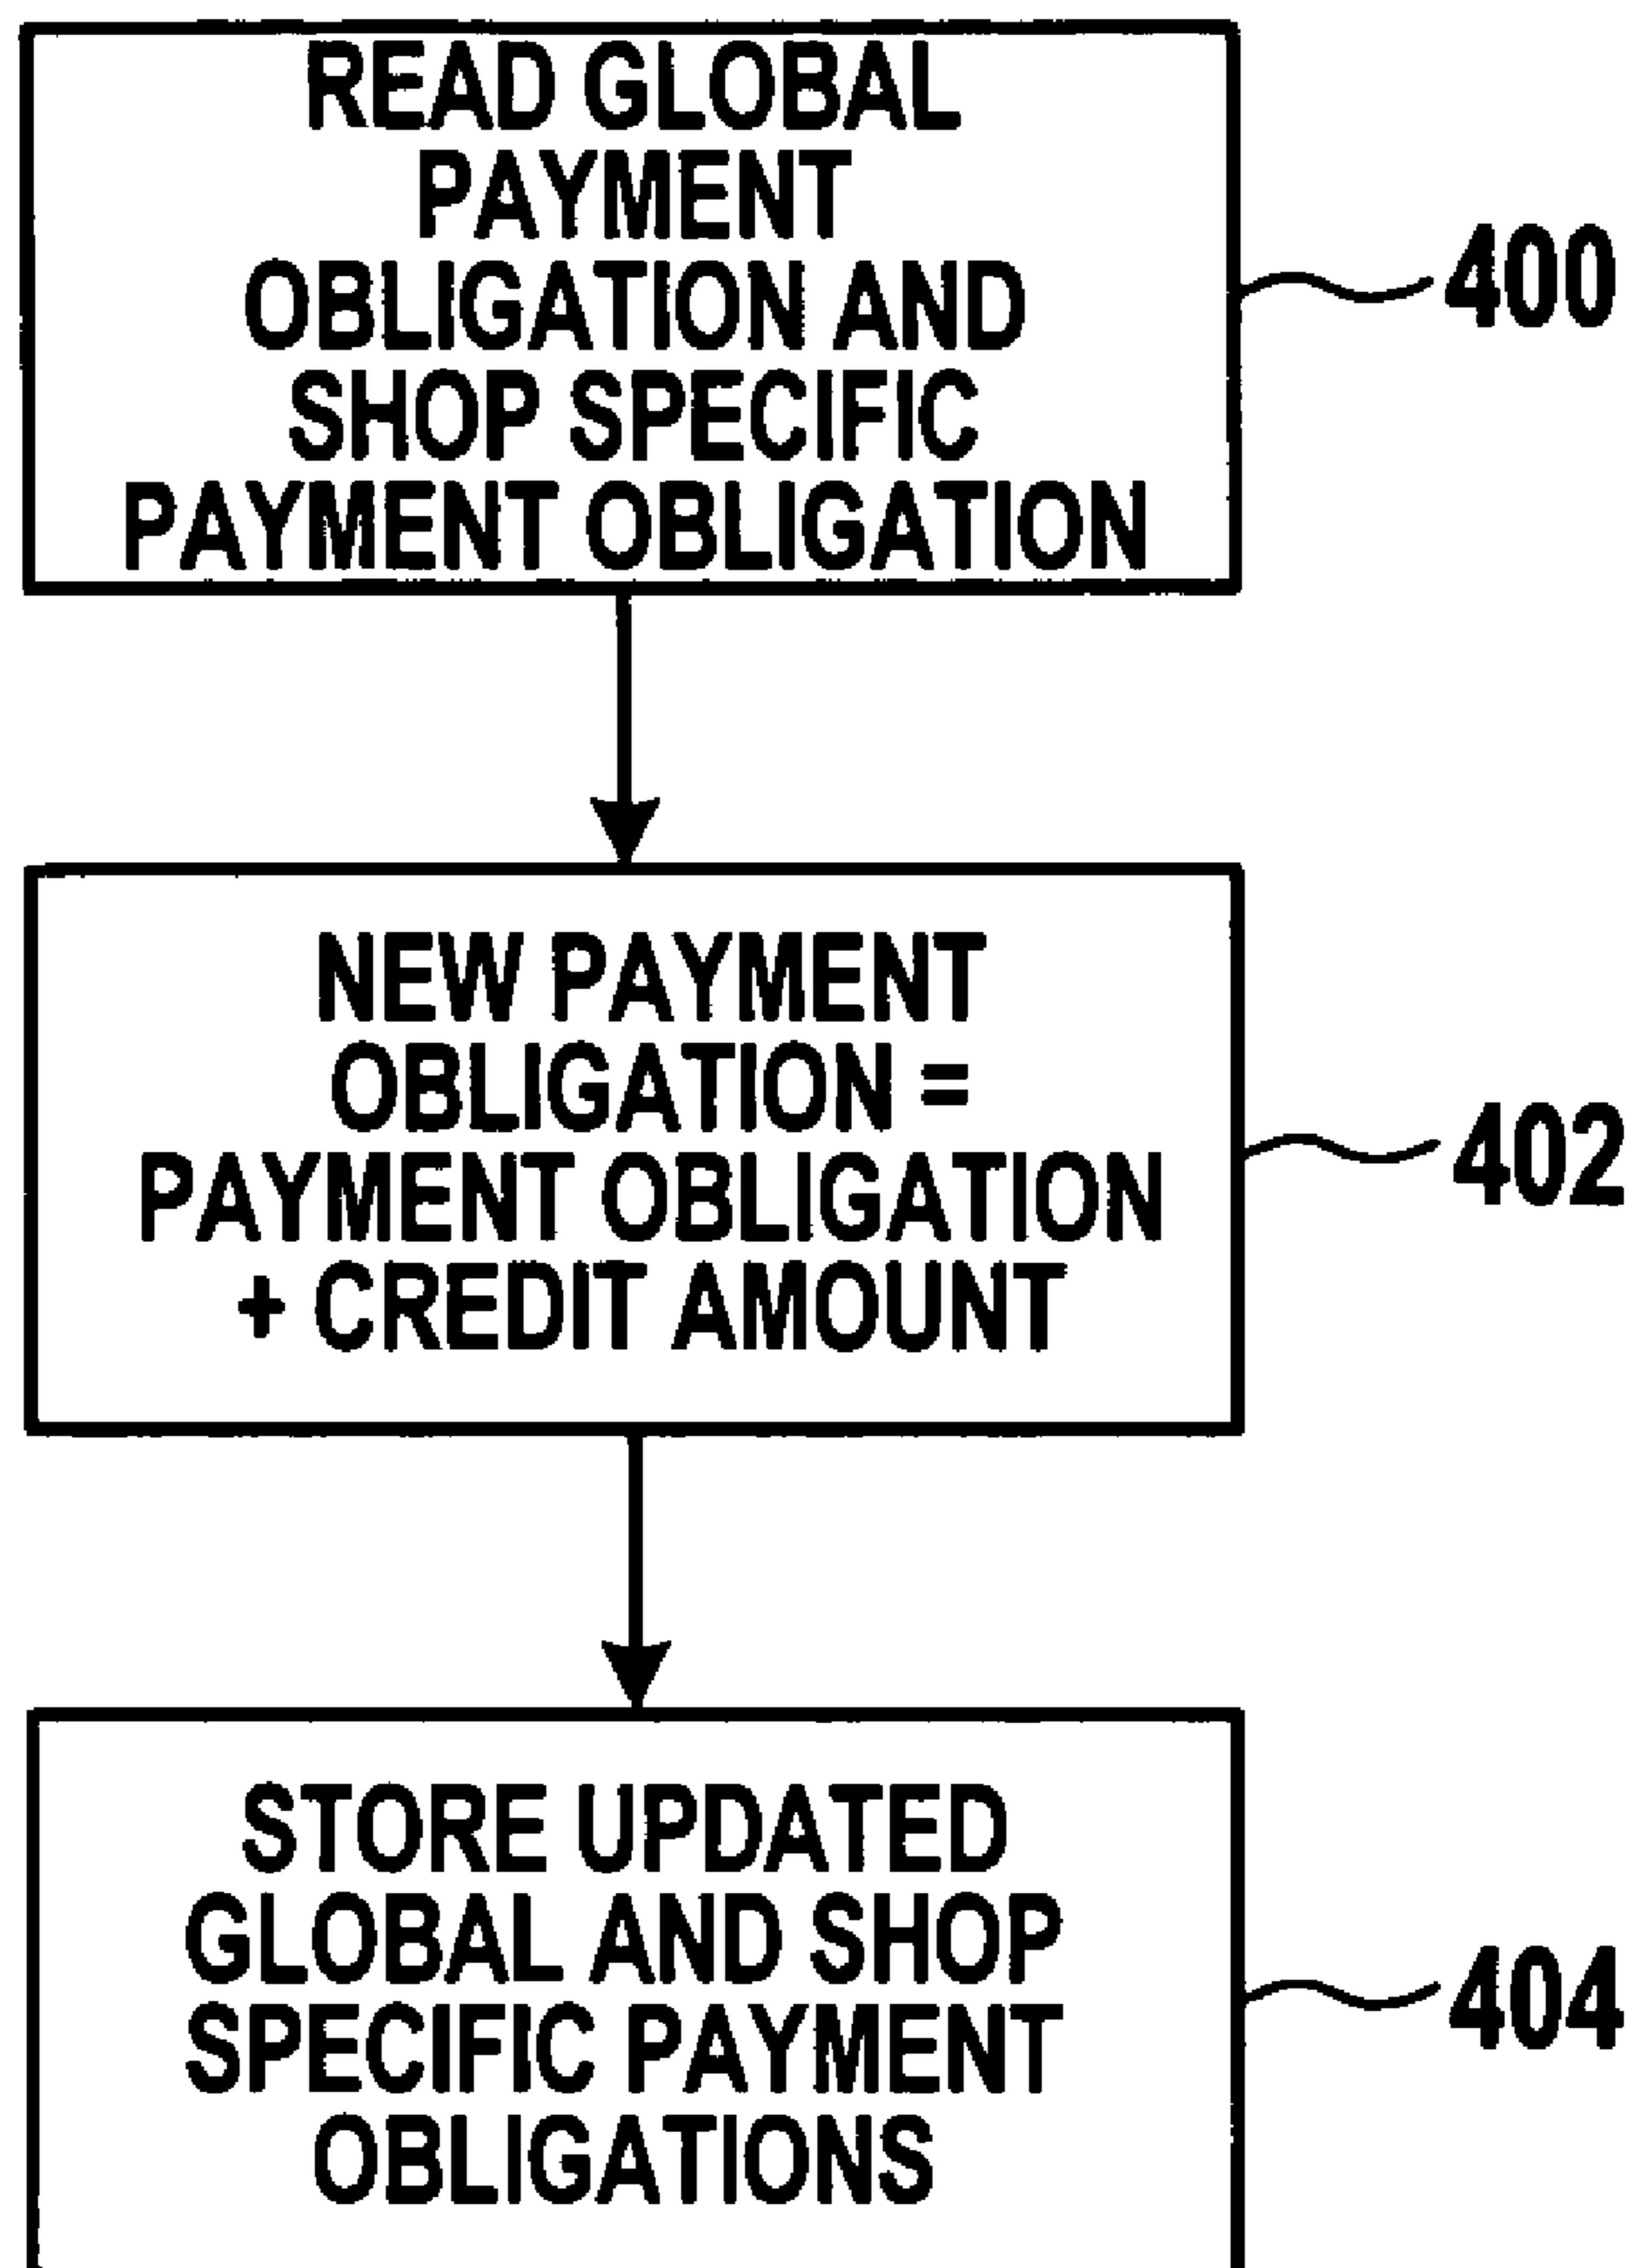 READ GLOBAL
PAYMENT
OBLIGATION AND
SHOP SPECIFIC
PAYMENT OBLIGATION
400
NEW PAYMENT
OBLIGATION =
PAYMENT OBLIGATION
+ CREDIT AMOUNT
402
STORE UPDATED
GLOBAL AND SHOP
SPECIFIC PAYMENT
OBLIGATIONS
404